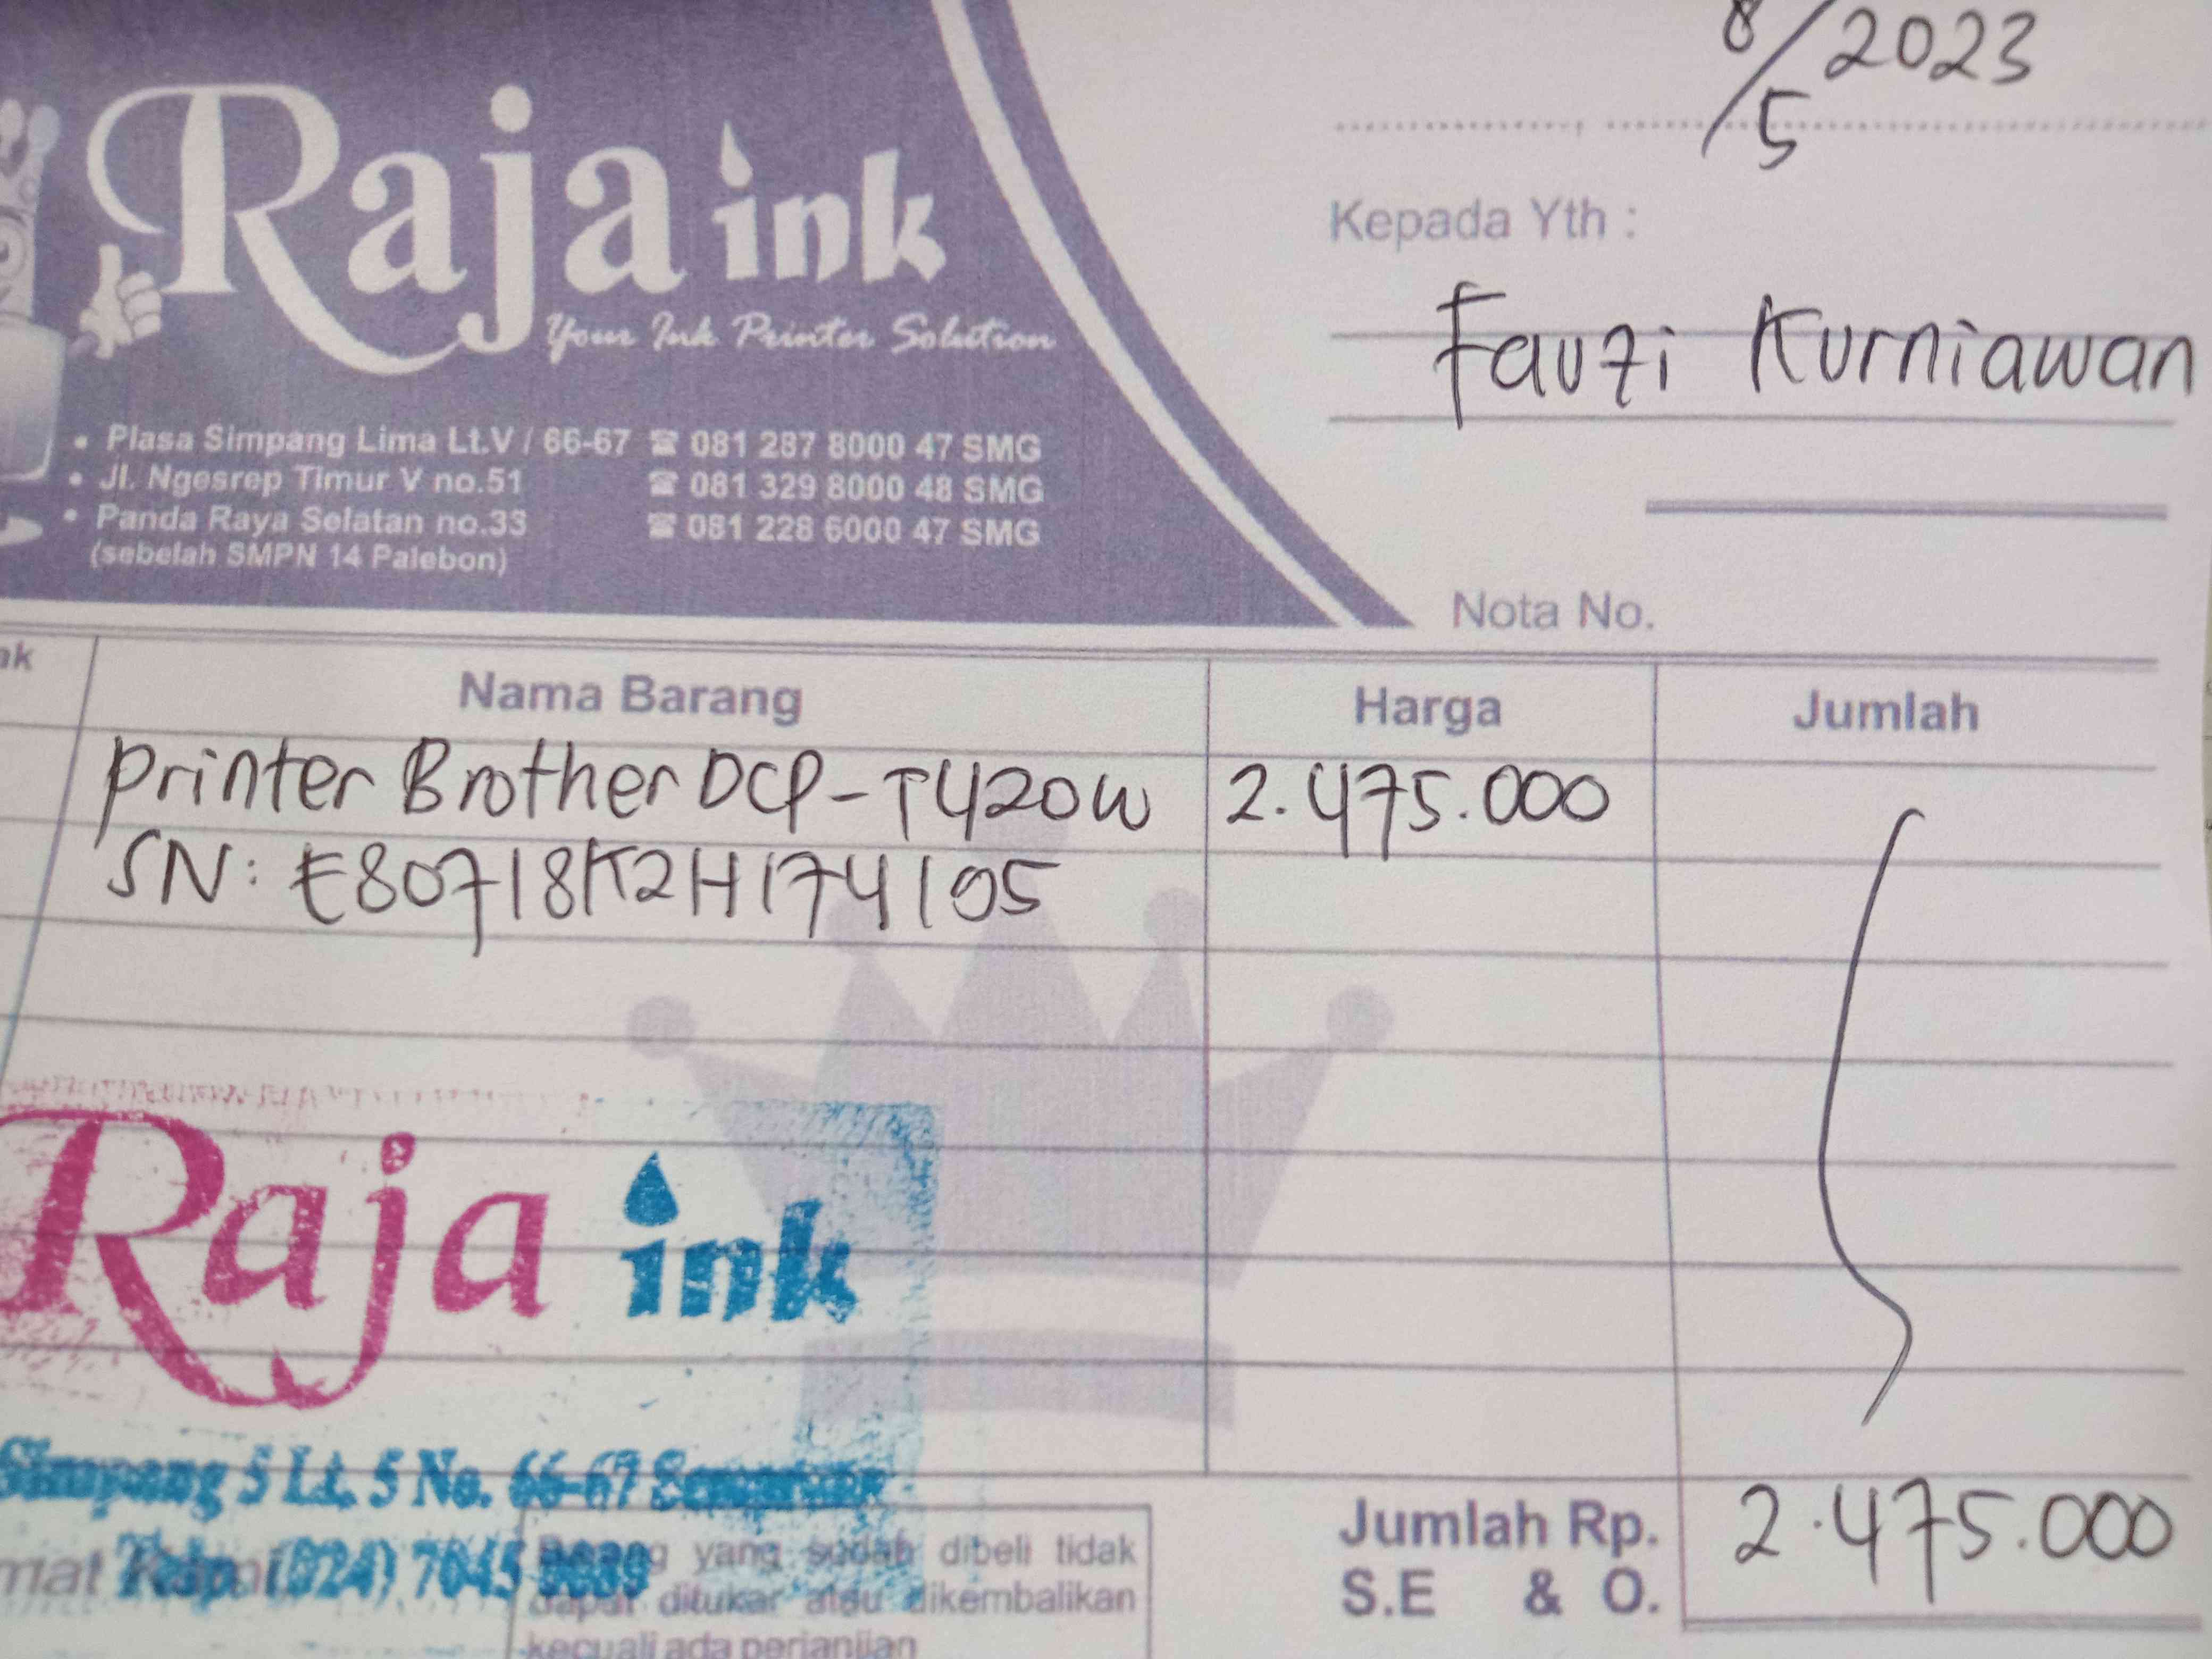 8/5 2023
Raja ink
Your Ink Printer Solution
Kepada Yth :
Fauzi Kurniawan
• Plasa Simpang Lima Lt.V / 66-67 ☎ 081 287 8000 47 SMG
• Jl. Ngesrep Timur V no.51 ☎ 081 329 8000 48 SMG
• Panda Raya Selatan no.33 ☎ 081 228 6000 47 SMG
(sebelah SMPN 14 Palebon)
Nota No.
Nama Barang Harga Jumlah
Printer Brother DCP-T420W 2.475.000
SN: E80718K2H174105
Raja ink
Simpang 5 Lt. 5 No. 66-67 Semarang
Telp. (024) 7045
Barang yang sudah dibeli tidak
dapat ditukar atau dikembalikan
kecuali ada perjanjian
Jumlah Rp. 2.475.000
S.E & O.